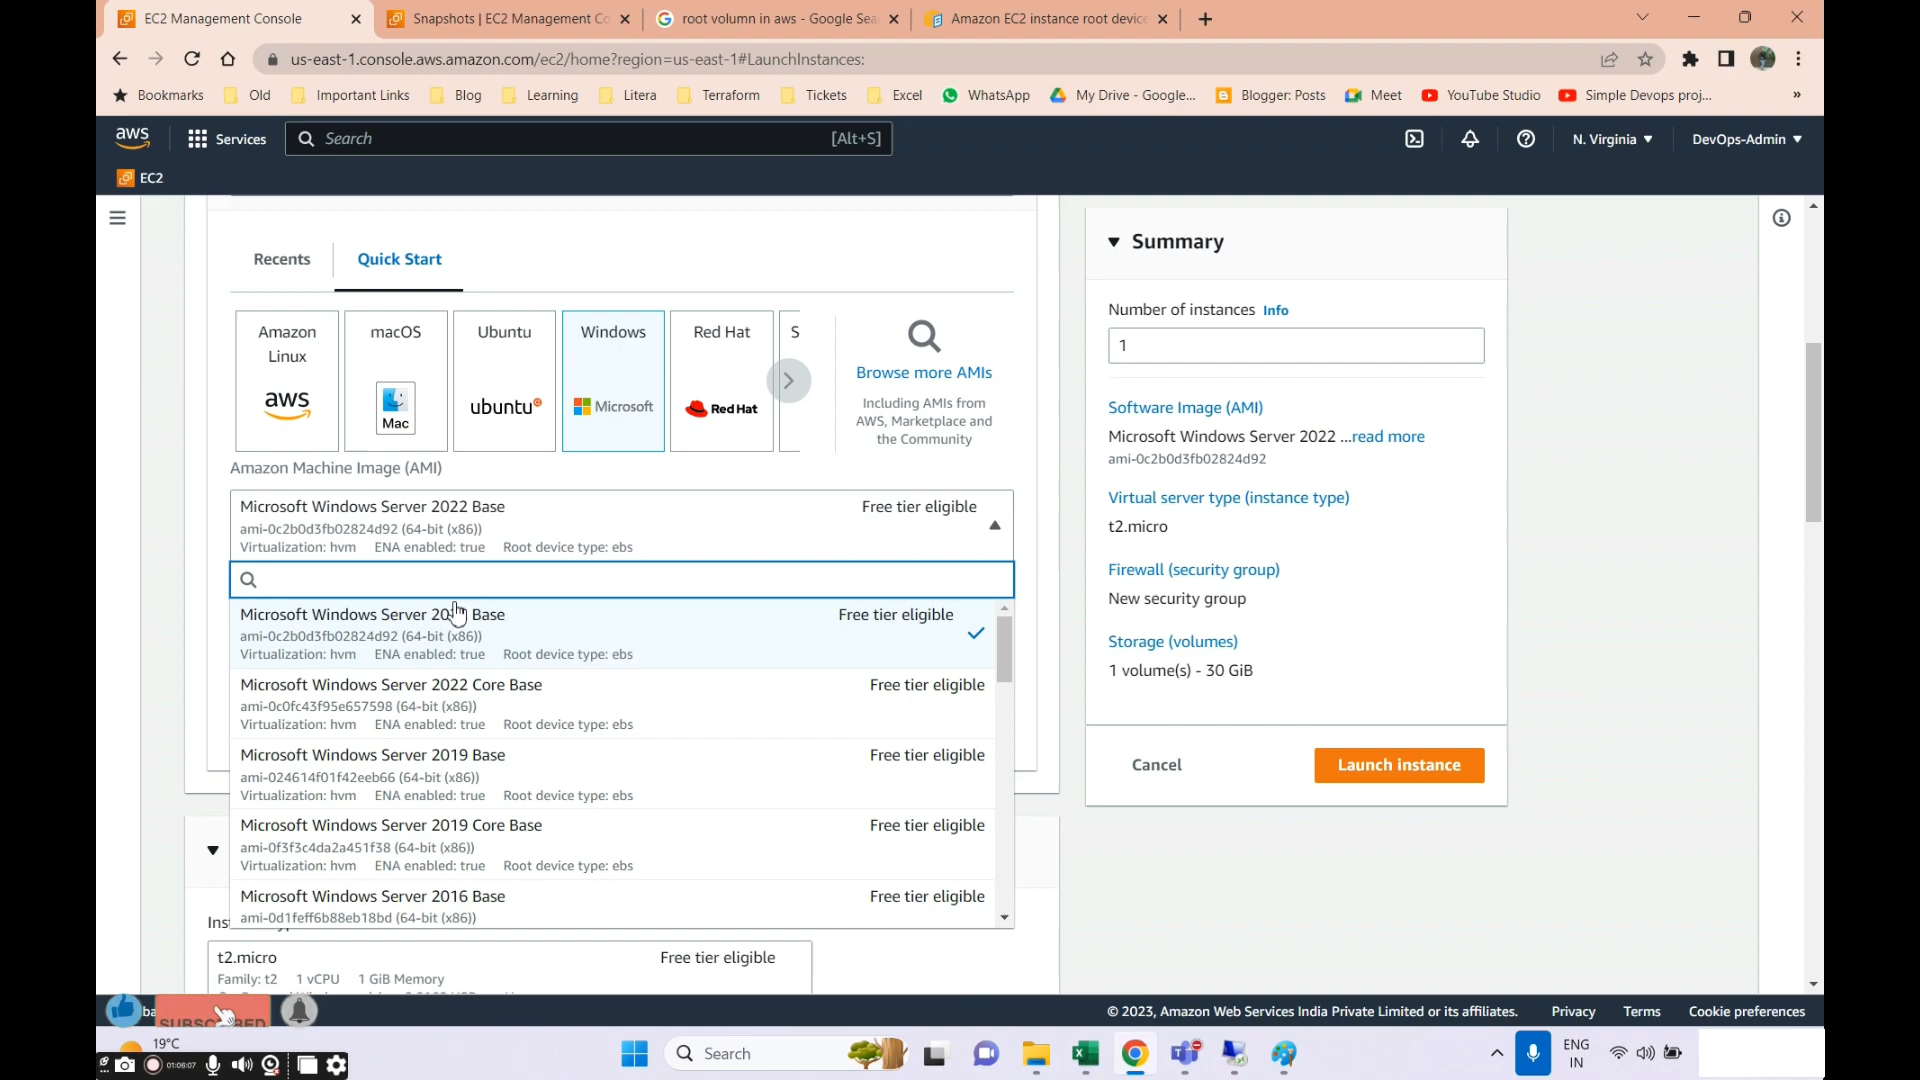 EC2 Management Console
Snapshots | EC2 Management Co
root volumn in aws - Google Sea
Amazon EC2 instance root device
us-east-1.console.aws.amazon.com/ec2/home?region=us-east-1#LaunchInstances:
Bookmarks
Old
Important Links
Blog
Learning
Litera
Terraform
Tickets
Excel
WhatsApp
My Drive - Google...
Blogger: Posts
Meet
YouTube Studio
Simple Devops proj...
»
aws
Services
Search
[Alt+S]
N. Virginia
DevOps-Admin
EC2
Recents
Quick Start
Amazon Linux
aws
macOS
Mac
Ubuntu
ubuntu
Windows
Microsoft
Red Hat
Red Hat
S
Browse more AMIs
Including AMIs from
AWS, Marketplace and
the Community
Amazon Machine Image (AMI)
Microsoft Windows Server 2022 Base Free tier eligible
ami-0c2b0d3fb02824d92 (64-bit (x86))
Virtualization: hvm ENA enabled: true Root device type: ebs
Microsoft Windows Server Base Free tier eligible
ami-0c2b0d3fb02824d92 (64-bit (x86))
Virtualization: hvm ENA enabled: true Root device type: ebs
Microsoft Windows Server 2022 Core Base Free tier eligible
ami-0c0fc43f95e657598 (64-bit (x86))
Virtualization: hvm ENA enabled: true Root device type: ebs
Microsoft Windows Server 2019 Base Free tier eligible
ami-024614f01f42eeb66 (64-bit (x86))
Virtualization: hvm ENA enabled: true Root device type: ebs
Microsoft Windows Server 2019 Core Base Free tier eligible
ami-0f3f3c4da2a451f38 (64-bit (x86))
Virtualization: hvm ENA enabled: true Root device type: ebs
Microsoft Windows Server 2016 Base Free tier eligible
ami-0d1feff6b88eb18bd (64-bit (x86))
t2.micro Free tier eligible
Family: t2 1 vCPU 1 GiB Memory
Summary
Number of instances Info
1
Software Image (AMI)
Microsoft Windows Server 2022 ...read more
ami-0c2b0d3fb02824d92
Virtual server type (instance type)
t2.micro
Firewall (security group)
New security group
Storage (volumes)
1 volume(s) - 30 GiB
Cancel
Launch instance
SUBSCRIBED
© 2023, Amazon Web Services India Private Limited or its affiliates.
Privacy
Terms
Cookie preferences
19°C
01:06:07
Search
ENG
IN